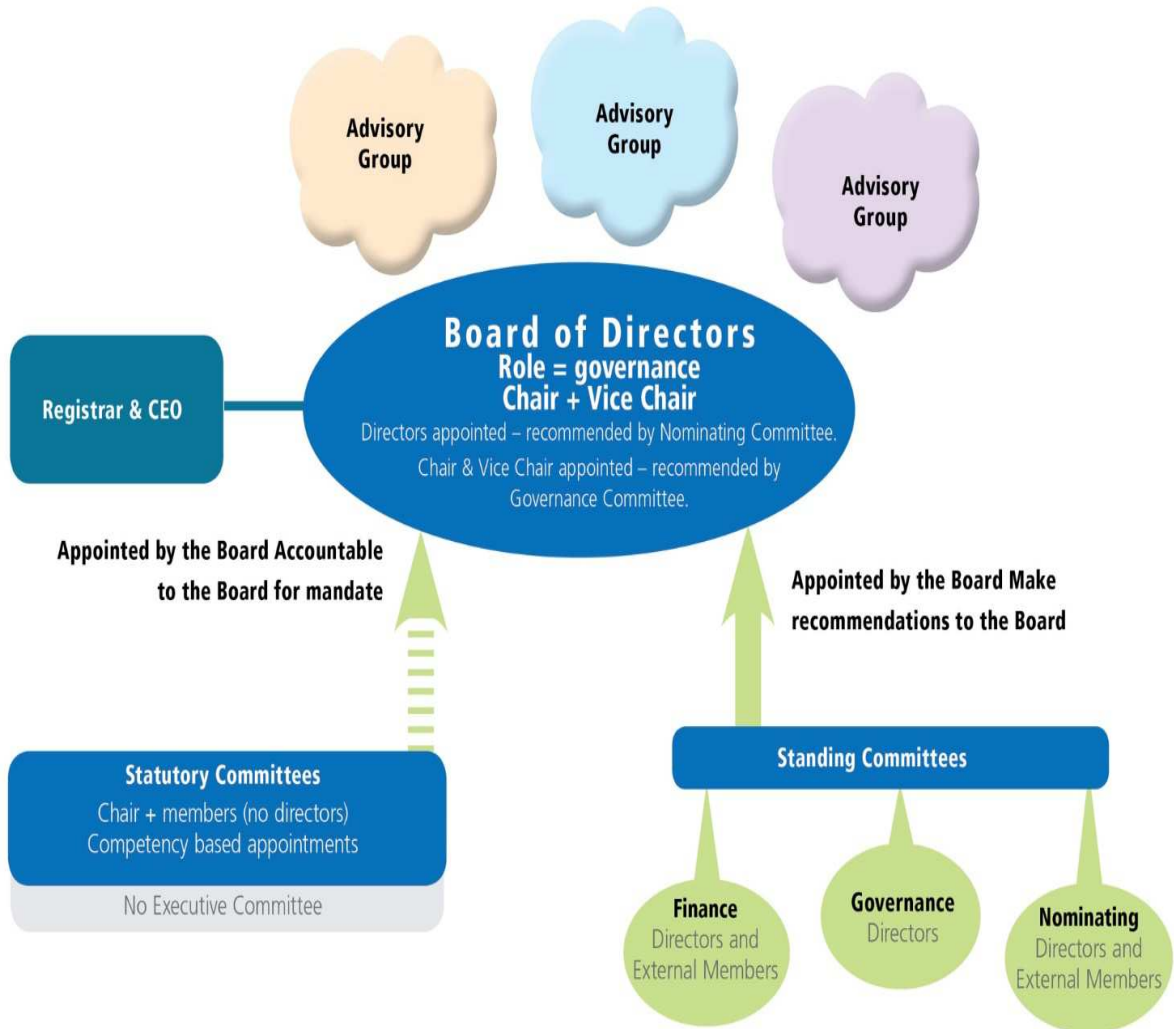 Advisory
Group
Advisory
Group
Advisory
Group
Board of Directors
Role = governance
Chair + Vice Chair
Directors appointed – recommended by Nominating Committee.
Chair & Vice Chair appointed – recommended by
Governance Committee.
Registrar & CEO
Appointed by the Board Accountable
to the Board for mandate
Appointed by the Board Make
recommendations to the Board
Statutory Committees
Chair + members (no directors)
Competency based appointments
No Executive Committee
Standing Committees
Finance
Directors and
External Members
Governance
Directors
Nominating
Directors and
External Members